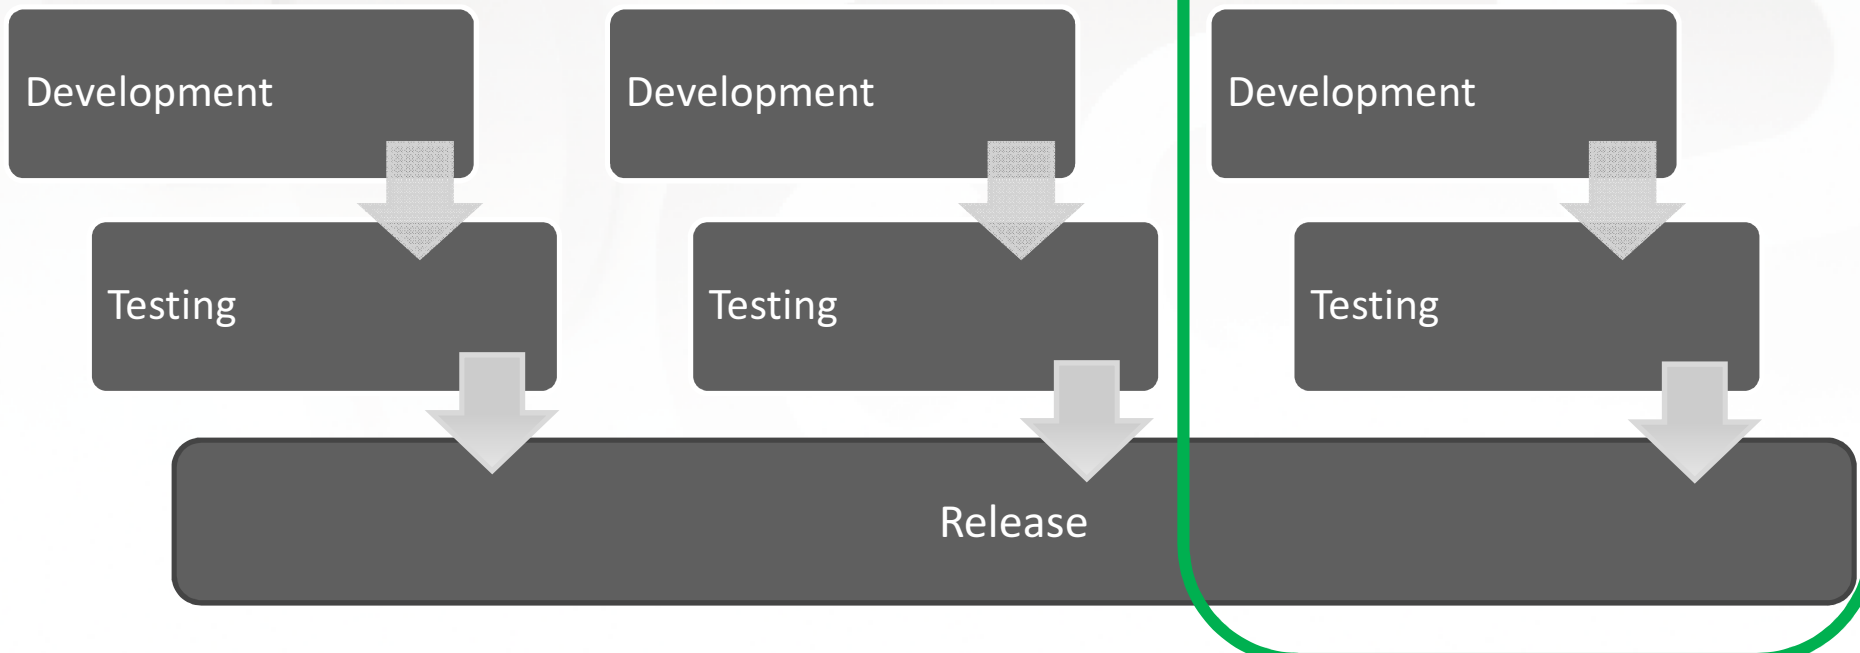 Development
Development
Development
Testing
Testing
Testing
Release